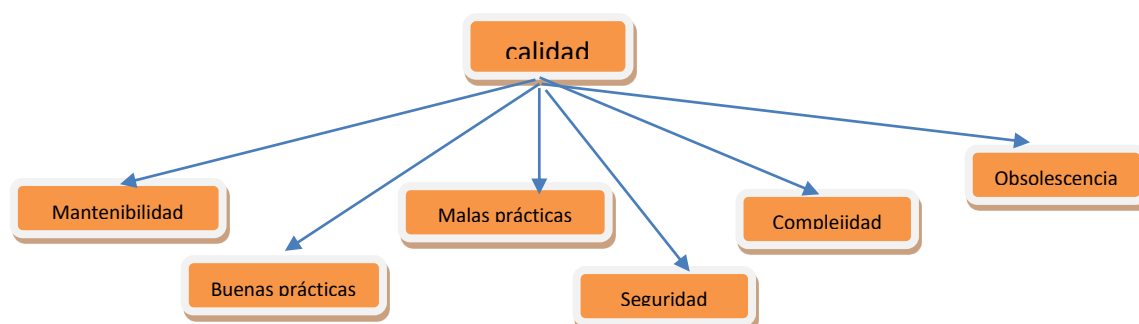 calidad
Mantenibilidad
Buenas prácticas
Malas prácticas
Seguridad
Complejidad
Obsolescencia